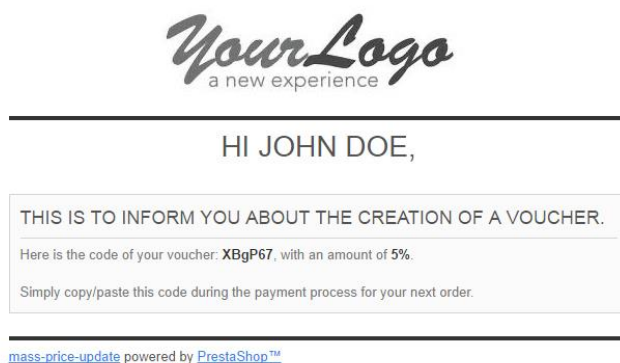 YourLogo
a new experience
HI JOHN DOE,
THIS IS TO INFORM YOU ABOUT THE CREATION OF A VOUCHER.
Here is the code of your voucher: XBgP67, with an amount of 5%.
Simply copy/paste this code during the payment process for your next order.
mass-price-update powered by PrestaShop™